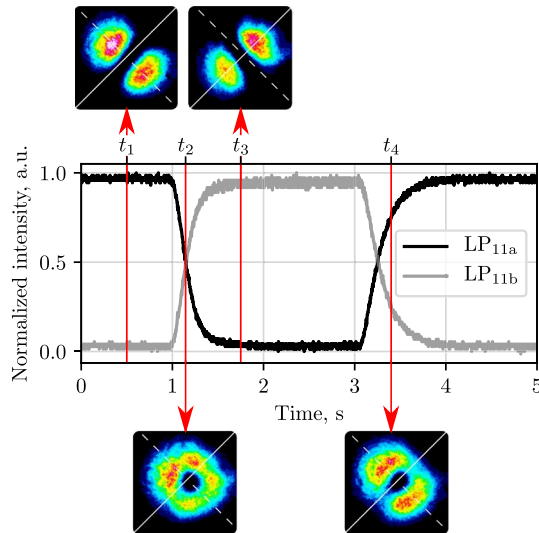 t₁ t₂ t₃ t₄
Normalized intensity, a.u.
1.0
0.5
0.0
LP₁₁ₐ
LP₁₁b
0 1 2 3 4 5
Time, s